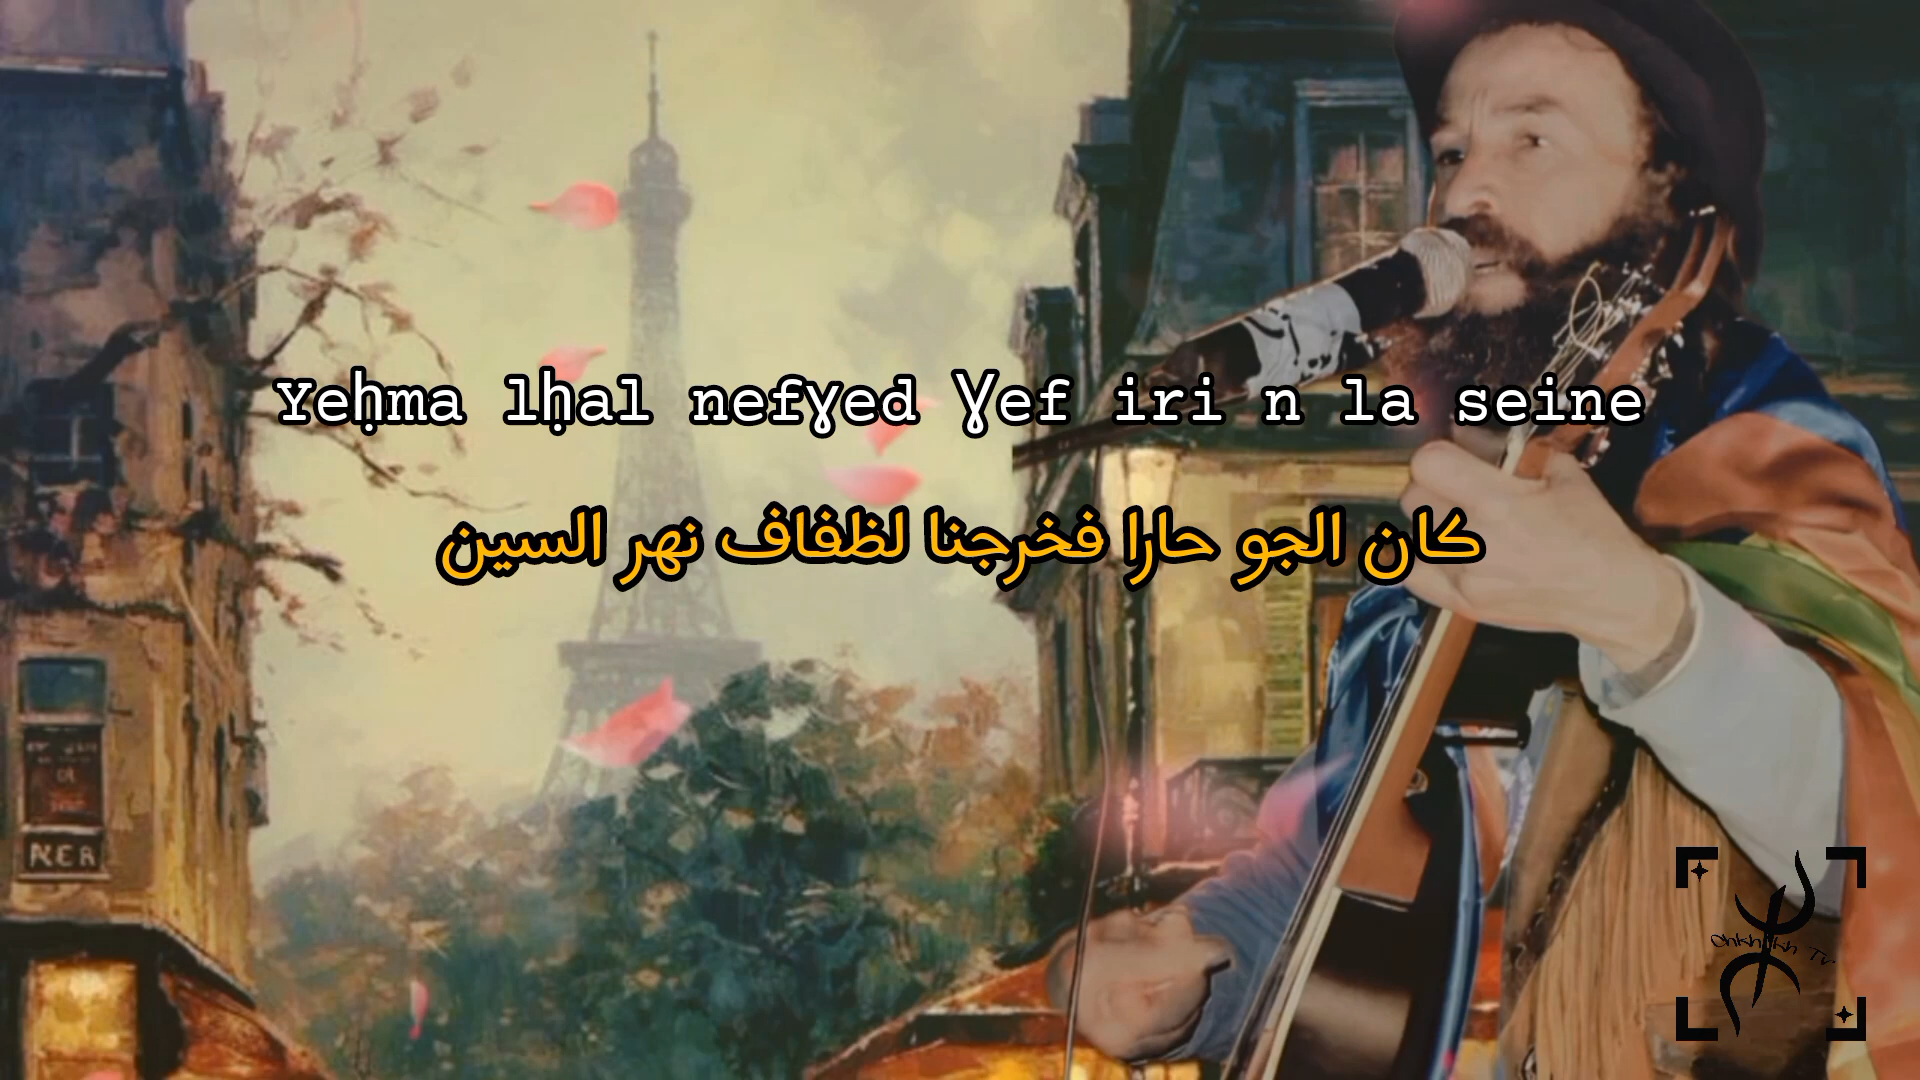 Yeḥma lḥal nefɣed Ɣef iri n la seine
كان الجو حارا فخرجنا لظفاف نهر السين